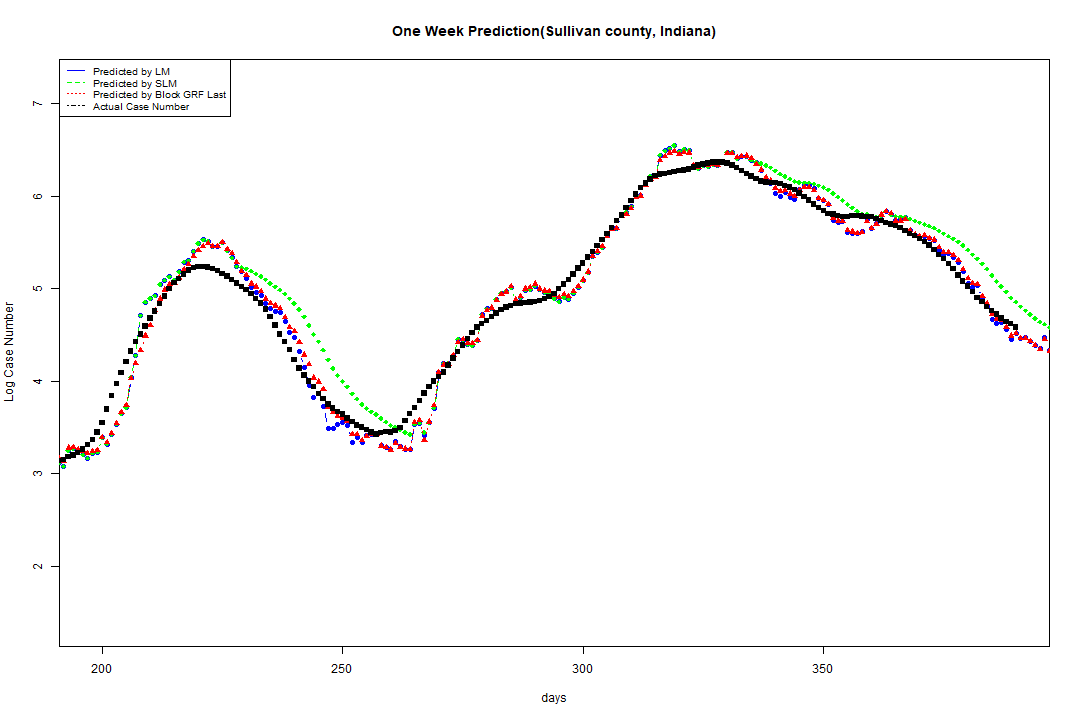 One Week Prediction(Sullivan county, Indiana)
Predicted by LM
Predicted by SLM
Predicted by Block GRF Last
Actual Case Number
Log Case Number
7
6
5
4
3
2
200 250 300 350
days